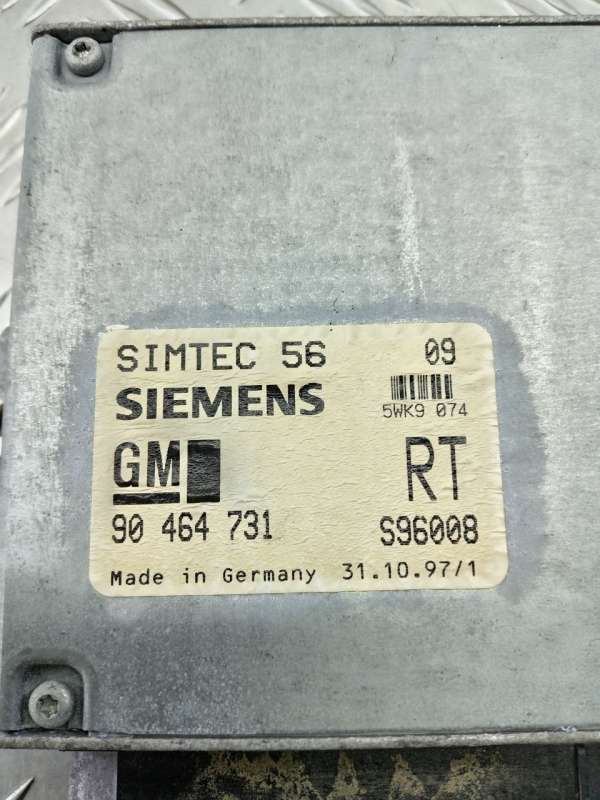 SIMTEC 56 09
SIEMENS
5WK9 074
GM RT
90 464 731 S96008
Made in Germany 31.10.97/1